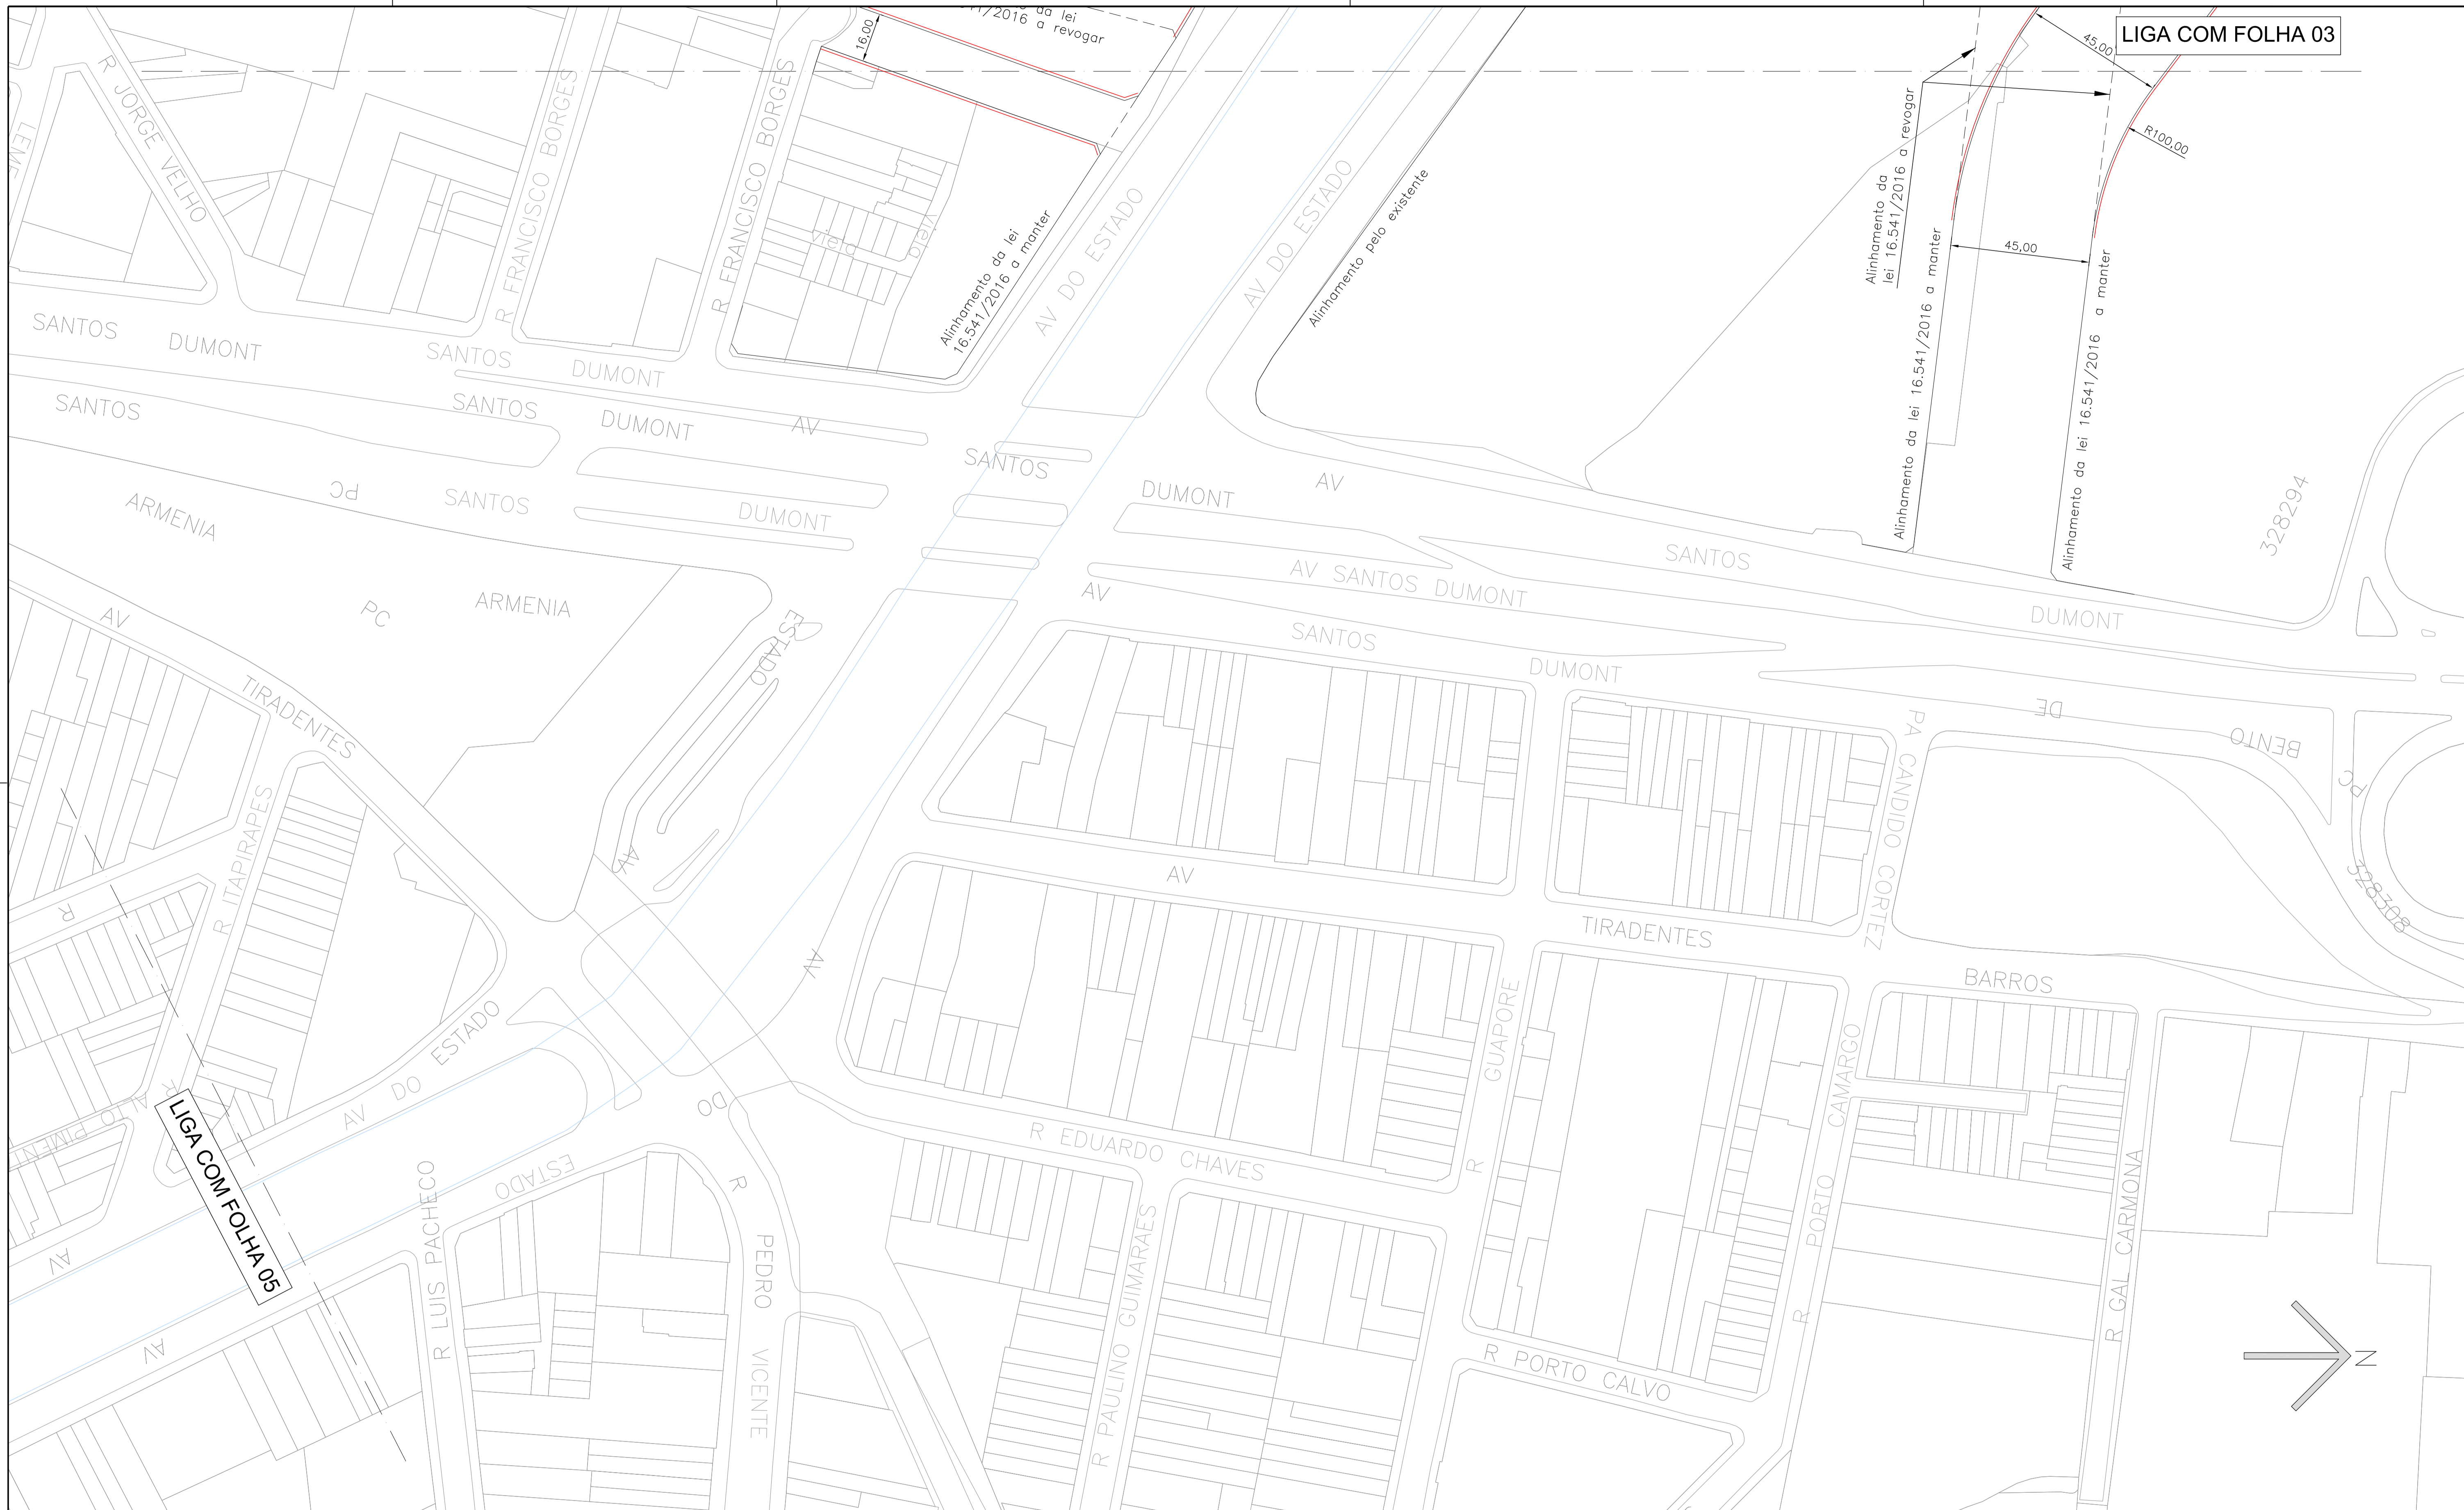 da lei
/2016 a revogar
LIGA COM FOLHA 03
16,00
45,00
R100,00
R JORGE VELHO
LEME
R FRANCISCO BORGES
R FRANCISCO BORGES
viela
viela
Alinhamento da lei
16.541/2016 a manter
AV DO ESTADO
AV DO ESTADO
Alinhamento pelo existente
Alinhamento da
lei 16.541/2016 a revogar
45,00
Alinhamento da lei 16.541/2016 a manter
Alinhamento da lei 16.541/2016 a manter
SANTOS DUMONT
SANTOS DUMONT
SANTOS
SANTOS DUMONT AV
SANTOS
SANTOS DUMONT
DUMONT AV
PC
ARMENIA
PC ARMENIA
AV SANTOS DUMONT
SANTOS
DUMONT
328294
AV
SANTOS
DUMONT
ESTADO
AV
AV TIRADENTES
PA CANDIDO CORTEZ
DE
BENTO
PC
328308
R ITAPIRAPES
R
AV
AV
TIRADENTES
BARROS
R GUAPORE
AV DO ESTADO
DO
ESTADO
R EDUARDO CHAVES
R PORTO CAMARGO
R GAL CARMONA
LIGA COM FOLHA 05
AV
AV
R LUIS PACHECO
R PEDRO VICENTE
R PAULINO GUIMARAES
R PORTO CALVO
N